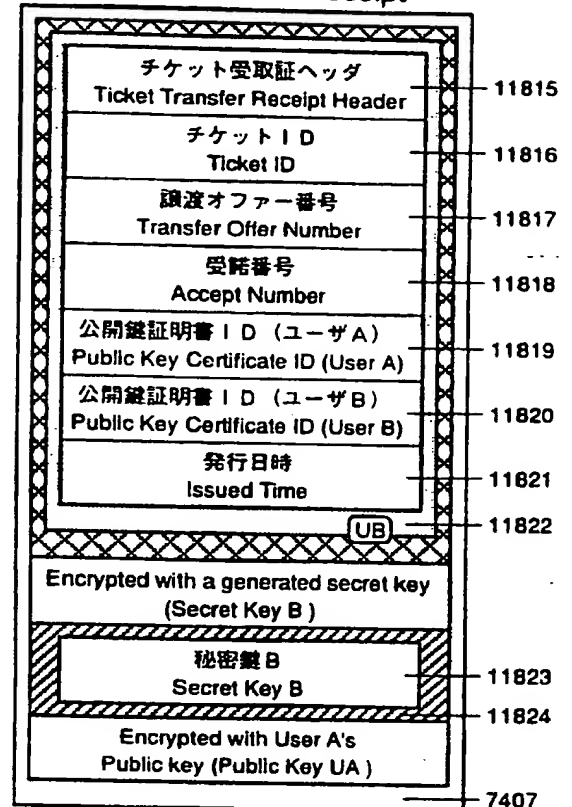 チケット受取証ヘッダ
Ticket Transfer Receipt Header
11815
チケットID
Ticket ID
11816
譲渡オファー番号
Transfer Offer Number
11817
受諾番号
Accept Number
11818
公開鍵証明書ID (ユーザA)
Public Key Certificate ID (User A)
11819
公開鍵証明書ID (ユーザB)
Public Key Certificate ID (User B)
11820
発行日時
Issued Time
11821
UB
11822
Encrypted with a generated secret key
(Secret Key B )
秘密鍵B
Secret Key B
11823
11824
Encrypted with User A's
Public key (Public Key UA )
7407